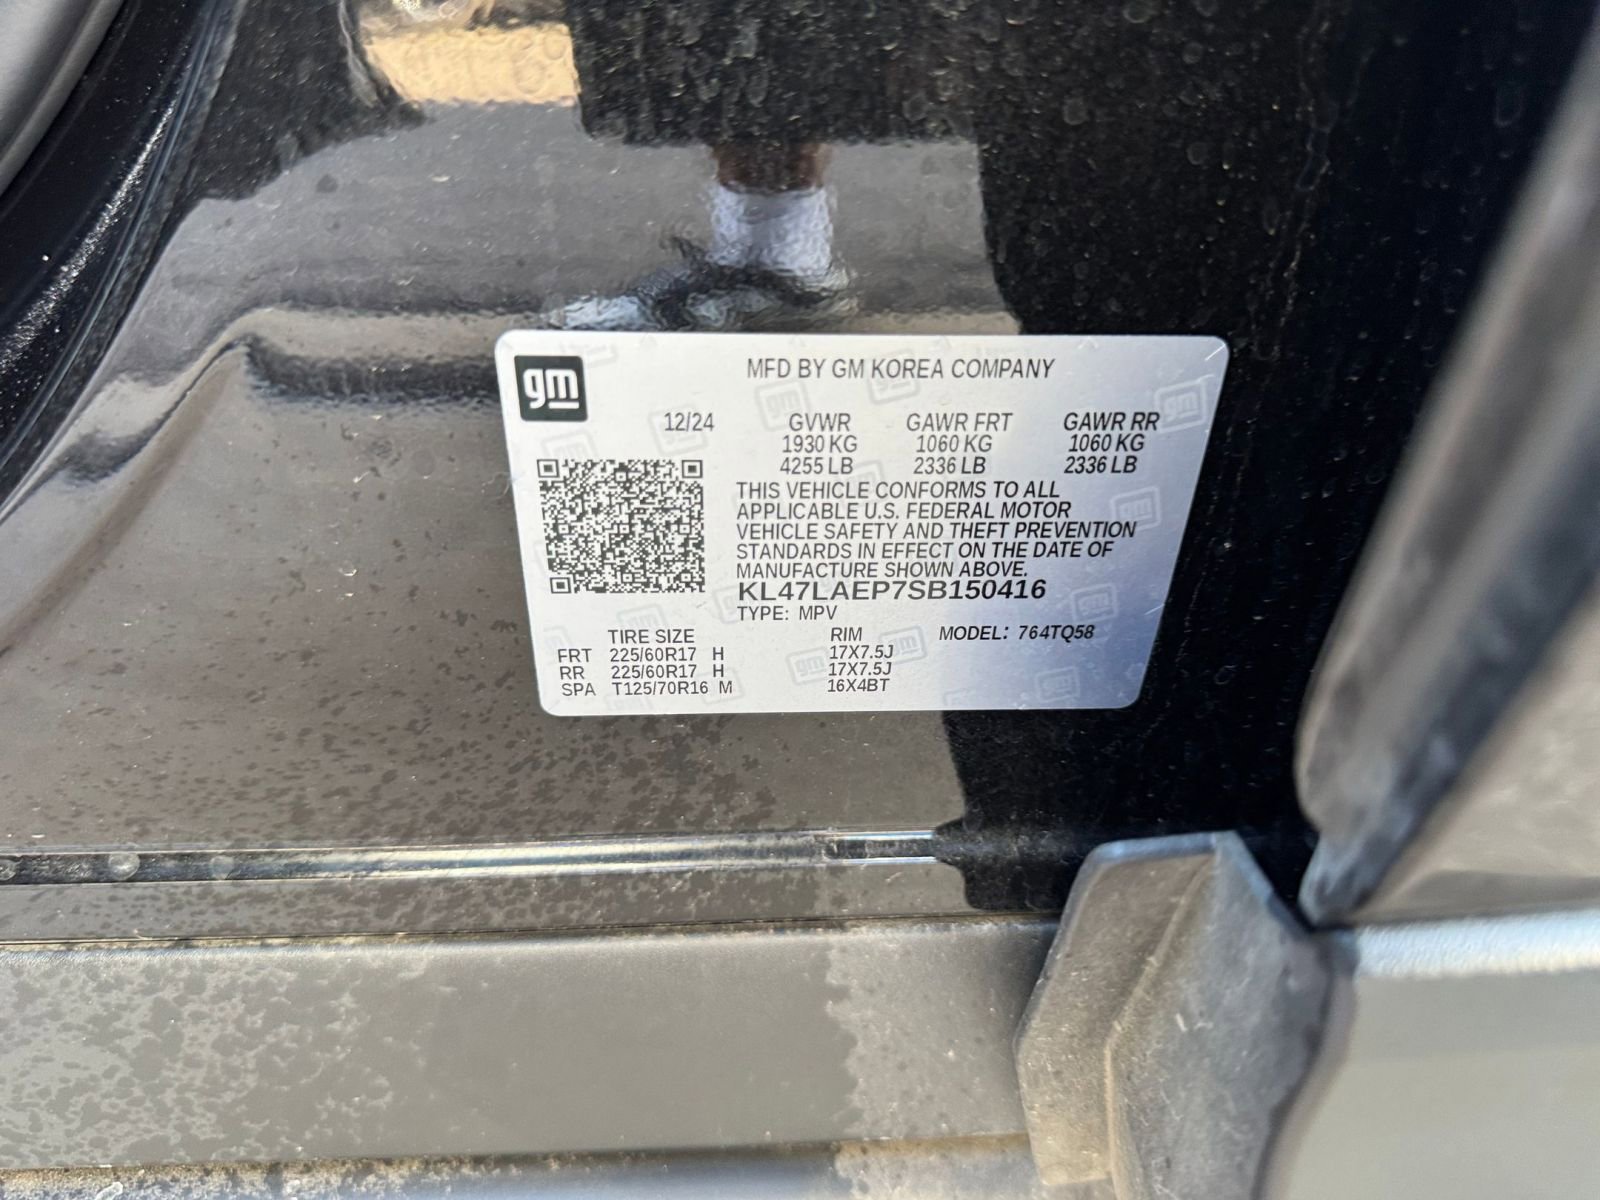 gm
MFD BY GM KOREA COMPANY
12/24 GVWR GAWR FRT GAWR RR
1930 KG 1060 KG 1060 KG
4255 LB 2336 LB 2336 LB
THIS VEHICLE CONFORMS TO ALL
APPLICABLE U.S. FEDERAL MOTOR
VEHICLE SAFETY AND THEFT PREVENTION
STANDARDS IN EFFECT ON THE DATE OF
MANUFACTURE SHOWN ABOVE.
KL47LAEP7SB150416
TYPE: MPV
TIRE SIZE RIM MODEL: 764TQ58
FRT 225/60R17 H 17X7.5J
RR 225/60R17 H 17X7.5J
SPA T125/70R16 M 16X4BT